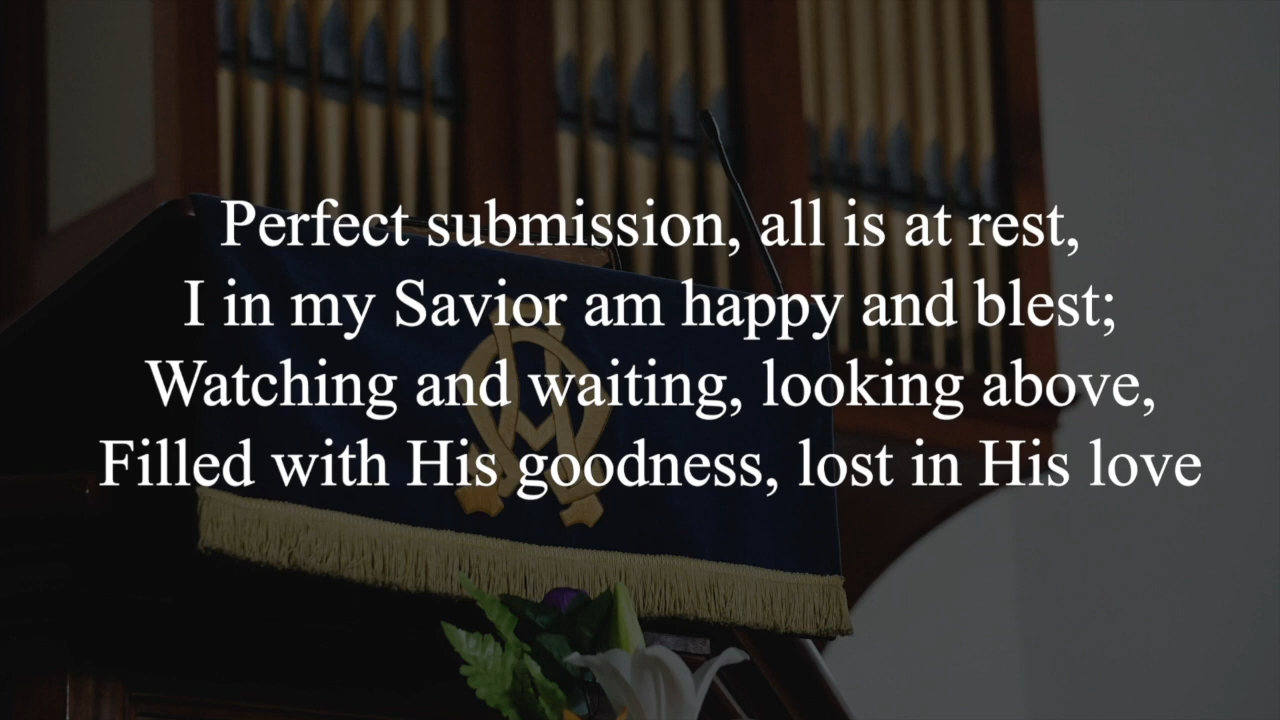 Perfect submission, all is at rest,
I in my Savior am happy and blest;
Watching and waiting, looking above,
Filled with His goodness, lost in His love